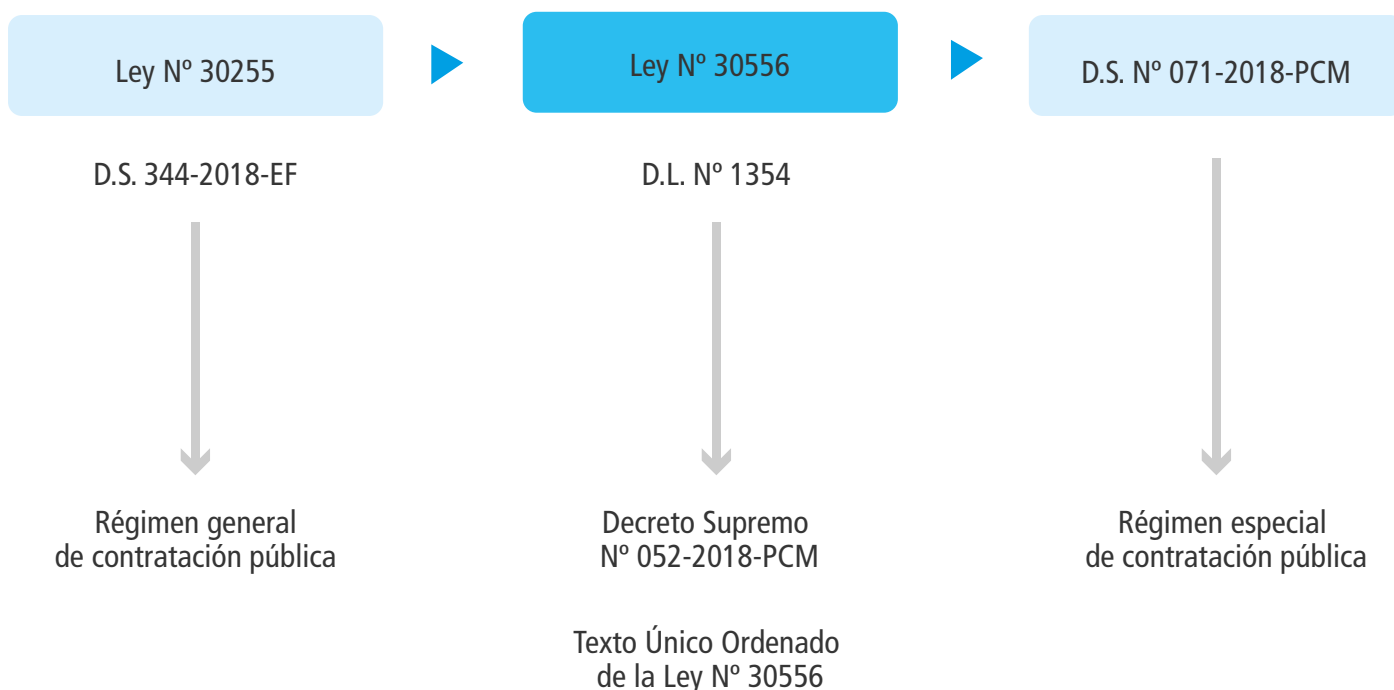 Ley Nº 30255
D.S. 344-2018-EF
Régimen general
de contratación pública
Ley Nº 30556
D.L. Nº 1354
Decreto Supremo
Nº 052-2018-PCM
Texto Único Ordenado
de la Ley Nº 30556
D.S. Nº 071-2018-PCM
Régimen especial
de contratación pública